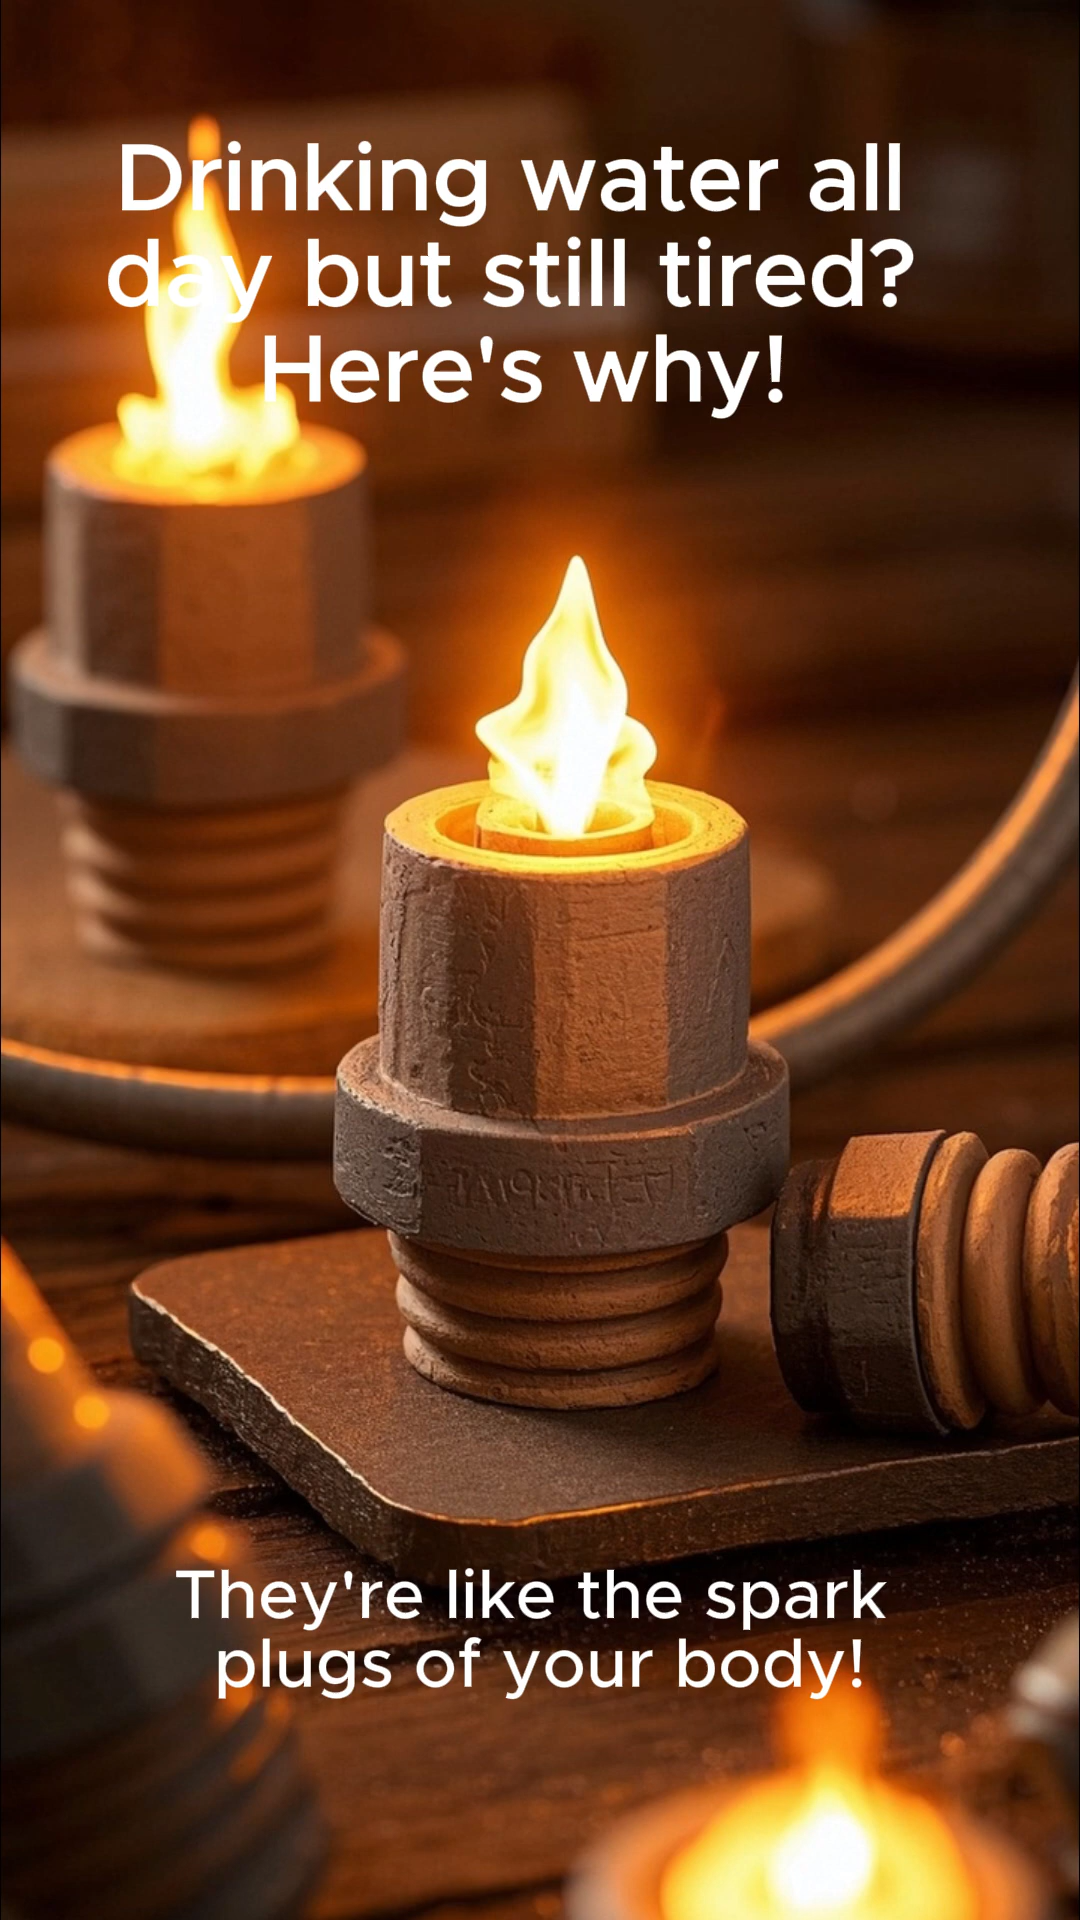 Drinking water all
day but still tired?
Here's why!
They're like the spark
plugs of your body!